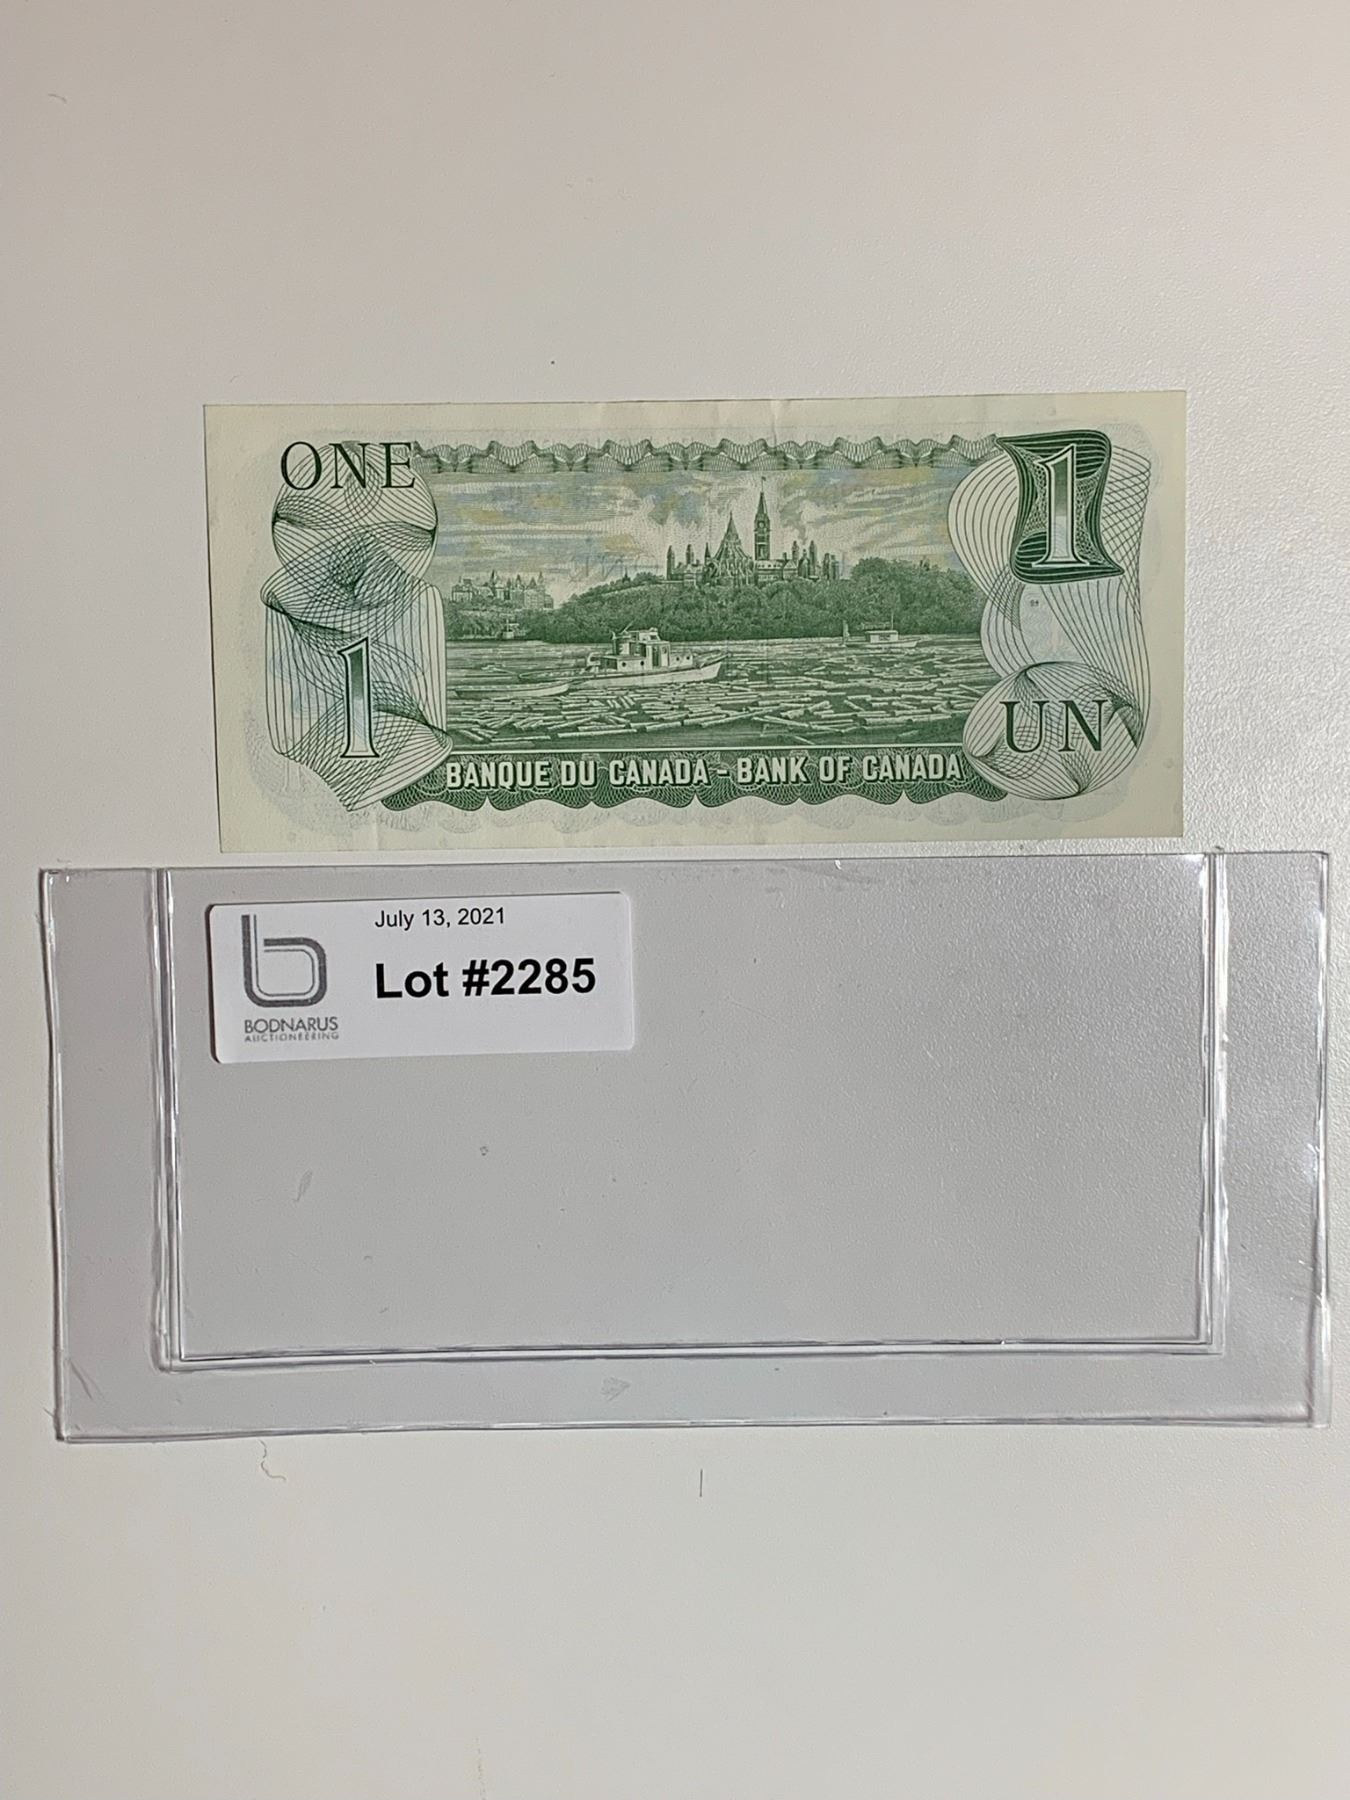 ONE
1
1
UN
BANQUE DU CANADA - BANK OF CANADA
July 13, 2021
Lot #2285
b
BODNARUS
AUCTIONEERING